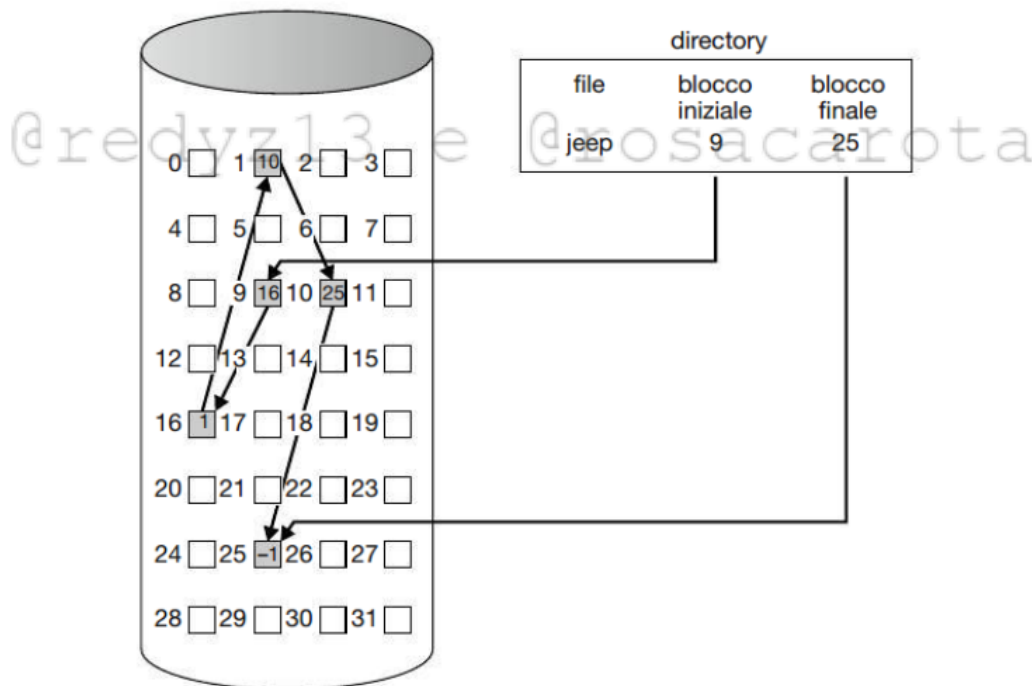 directory
file blocco iniziale blocco finale
@redyz13 e @rosacarota
jeep 9 25
0 1 10 2 3
4 5 6 7
8 9 16 10 25 11
12 13 14 15
16 1 17 18 19
20 21 22 23
24 25 –1 26 27
28 29 30 31